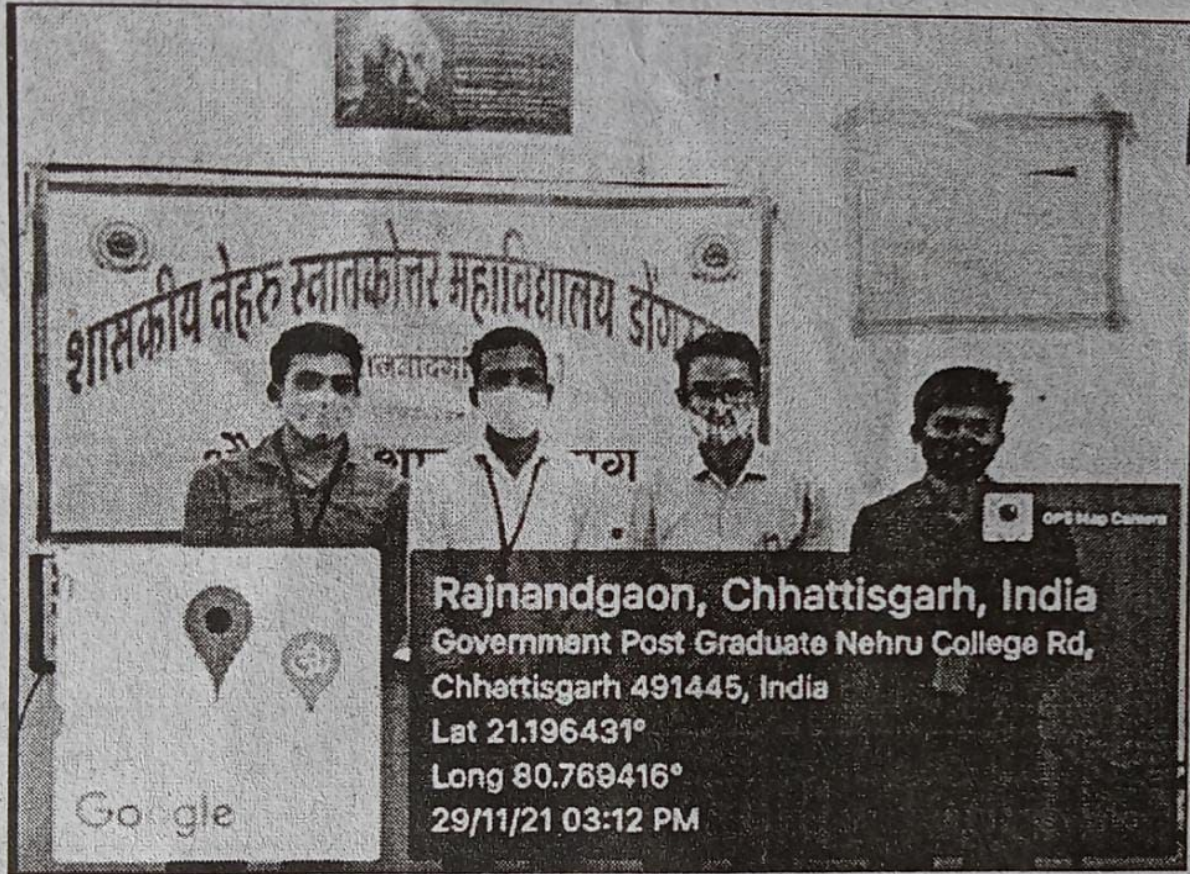 शासकीय नेहरु स्नातकोत्तर महाविद्यालय
GPS Map Camera
Rajnandgaon, Chhattisgarh, India
Government Post Graduate Nehru College Rd,
Chhattisgarh 491445, India
Lat 21.196431°
Long 80.769416°
29/11/21 03:12 PM
Google